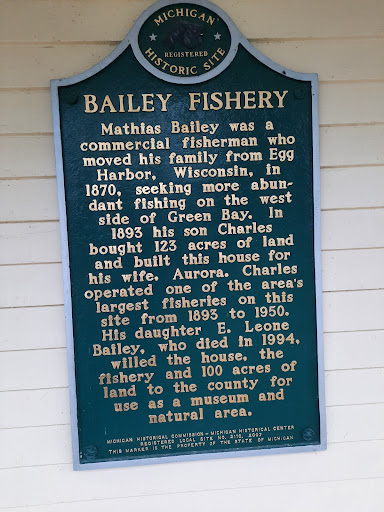 MICHIGAN
REGISTERED
HISTORIC SITE
BAILEY FISHERY
Mathias Bailey was a
commercial fisherman who
moved his family from Egg
Harbor, Wisconsin, in
1870, seeking more abun-
dant fishing on the west
side of Green Bay. In
1893 his son Charles
bought 123 acres of land
and built this house for
his wife, Aurora. Charles
operated one of the area's
largest fisheries on this
site from 1893 to 1950.
His daughter E. Leone
Bailey, who died in 1994,
willed the house, the
fishery and 100 acres of
land to the county for
use as a museum and
natural area.
MICHIGAN HISTORICAL COMMISSION - MICHIGAN HISTORICAL CENTER
REGISTERED LOCAL SITE NO. 2007
THIS MARKER IS THE PROPERTY OF THE STATE OF MICHIGAN